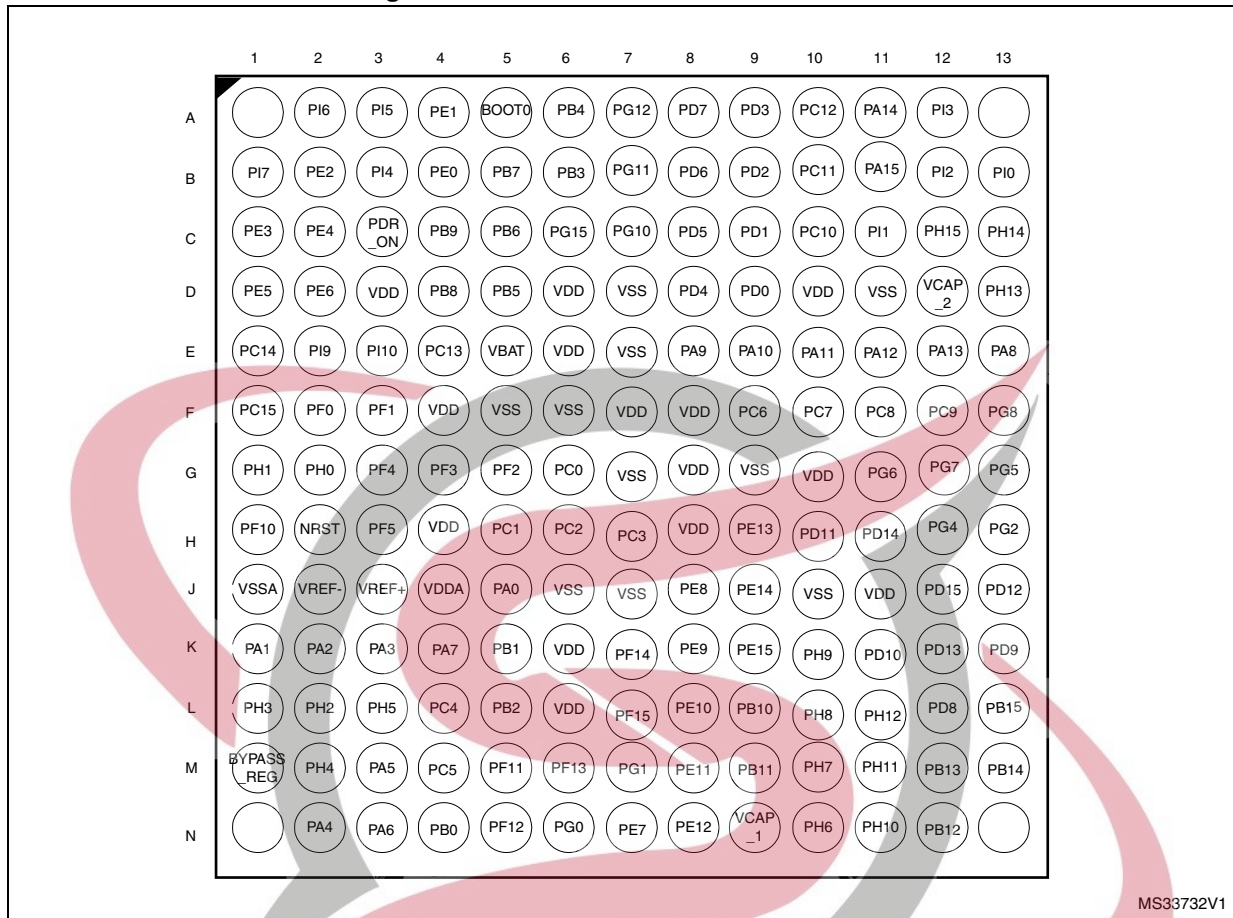 1 2 3 4 5 6 7 8 9 10 11 12 13
A PI6 PI5 PE1 BOOT0 PB4 PG12 PD7 PD3 PC12 PA14 PI3
B PI7 PE2 PI4 PE0 PB7 PB3 PG11 PD6 PD2 PC11 PA15 PI2 PI0
C PE3 PE4 PDR_ON PB9 PB6 PG15 PG10 PD5 PD1 PC10 PI1 PH15 PH14
D PE5 PE6 VDD PB8 PB5 VDD VSS PD4 PD0 VDD VSS VCAP_2 PH13
E PC14 PI9 PI10 PC13 VBAT VDD VSS PA9 PA10 PA11 PA12 PA13 PA8
F PC15 PF0 PF1 VDD VSS VSS VDD VDD PC6 PC7 PC8 PC9 PG8
G PH1 PH0 PF4 PF3 PF2 PC0 VSS VDD VSS VDD PG6 PG7 PG5
H PF10 NRST PF5 VDD PC1 PC2 PC3 VDD PE13 PD11 PD14 PG4 PG2
J VSSA VREF- VREF+ VDDA PA0 VSS VSS PE8 PE14 VSS VDD PD15 PD12
K PA1 PA2 PA3 PA7 PB1 VDD PF14 PE9 PE15 PH9 PD10 PD13 PD9
L PH3 PH2 PH5 PC4 PB2 VDD PF15 PE10 PB10 PH8 PH12 PD8 PB15
M BYPASS_REG PH4 PA5 PC5 PF11 PF13 PG1 PE11 PB11 PH7 PH11 PB13 PB14
N PA4 PA6 PB0 PF12 PG0 PE7 PE12 VCAP_1 PH6 PH10 PB12
MS33732V1